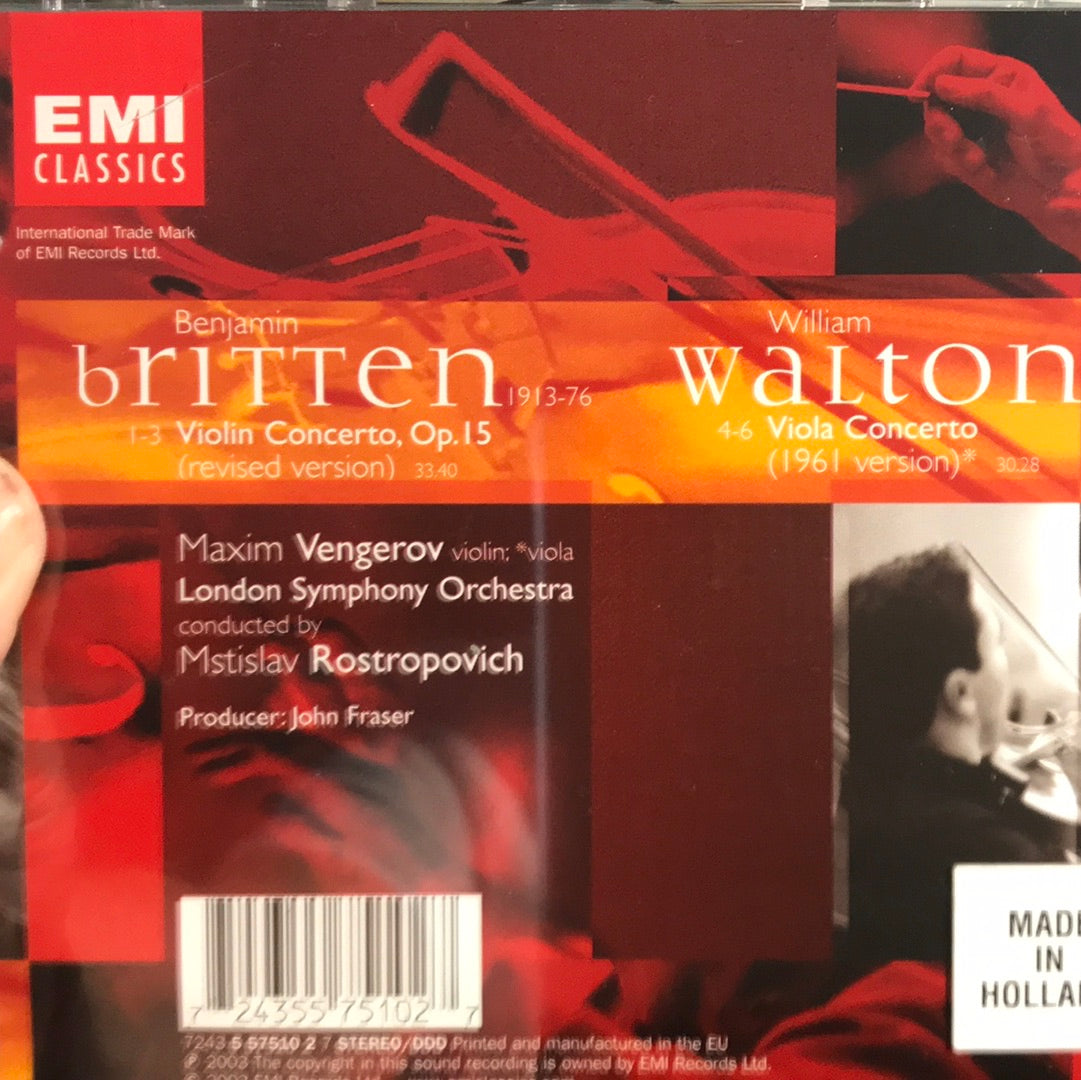 EMI
CLASSICS
International Trade Mark
of EMI Records Ltd.
Benjamin
bRITTen 1913-76
1-3 Violin Concerto, Op.15
(revised version) 33.40
William
WALTON
4-6 Viola Concerto
(1961 version)* 30.28
Maxim Vengerov violin; *viola
London Symphony Orchestra
conducted by
Mstislav Rostropovich
Producer: John Fraser
7 24355 75102 7
7243 5 57510 2 7 STEREO/DDD Printed and manufactured in the EU
℗ 2003 The copyright in this sound recording is owned by EMI Records Ltd.
MADE
IN
HOLLA